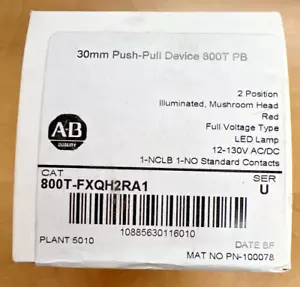 30mm Push-Pull Device 800T PB
A-B
QUALITY
2 Position
Illuminated, Mushroom Head
Red
Full Voltage Type
LED Lamp
12-130V AC/DC
1-NCLB 1-NO Standard Contacts
CAT
SER
800T-FXQH2RA1
U
10885630116010
PLANT 5010
DATE BF
MAT NO PN-100078